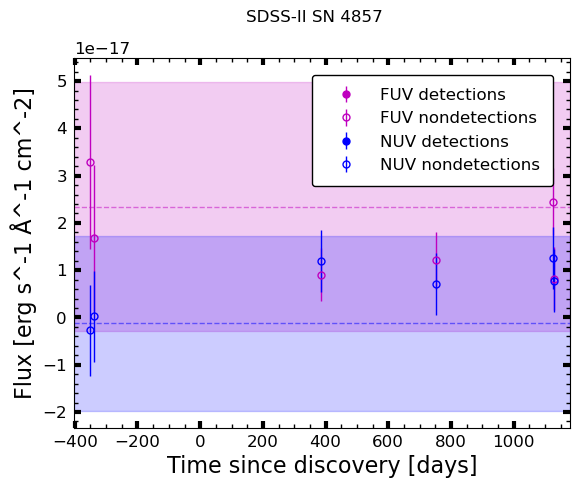 SDSS-II SN 4857
1e−17
FUV detections
FUV nondetections
NUV detections
NUV nondetections
5
4
3
2
1
0
−1
−2
Flux [erg s^-1 Å^-1 cm^-2]
−400 −200 0 200 400 600 800 1000
Time since discovery [days]